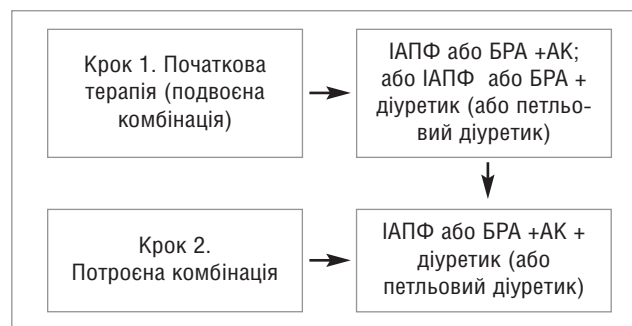 Крок 1. Початкова
терапія (подвоєна
комбінація)
ІАПФ або БРА +АК;
або ІАПФ або БРА +
діуретик (або петльо-
вий діуретик)
Крок 2.
Потроєна комбінація
ІАПФ або БРА +АК +
діуретик (або
петльовий діуретик)